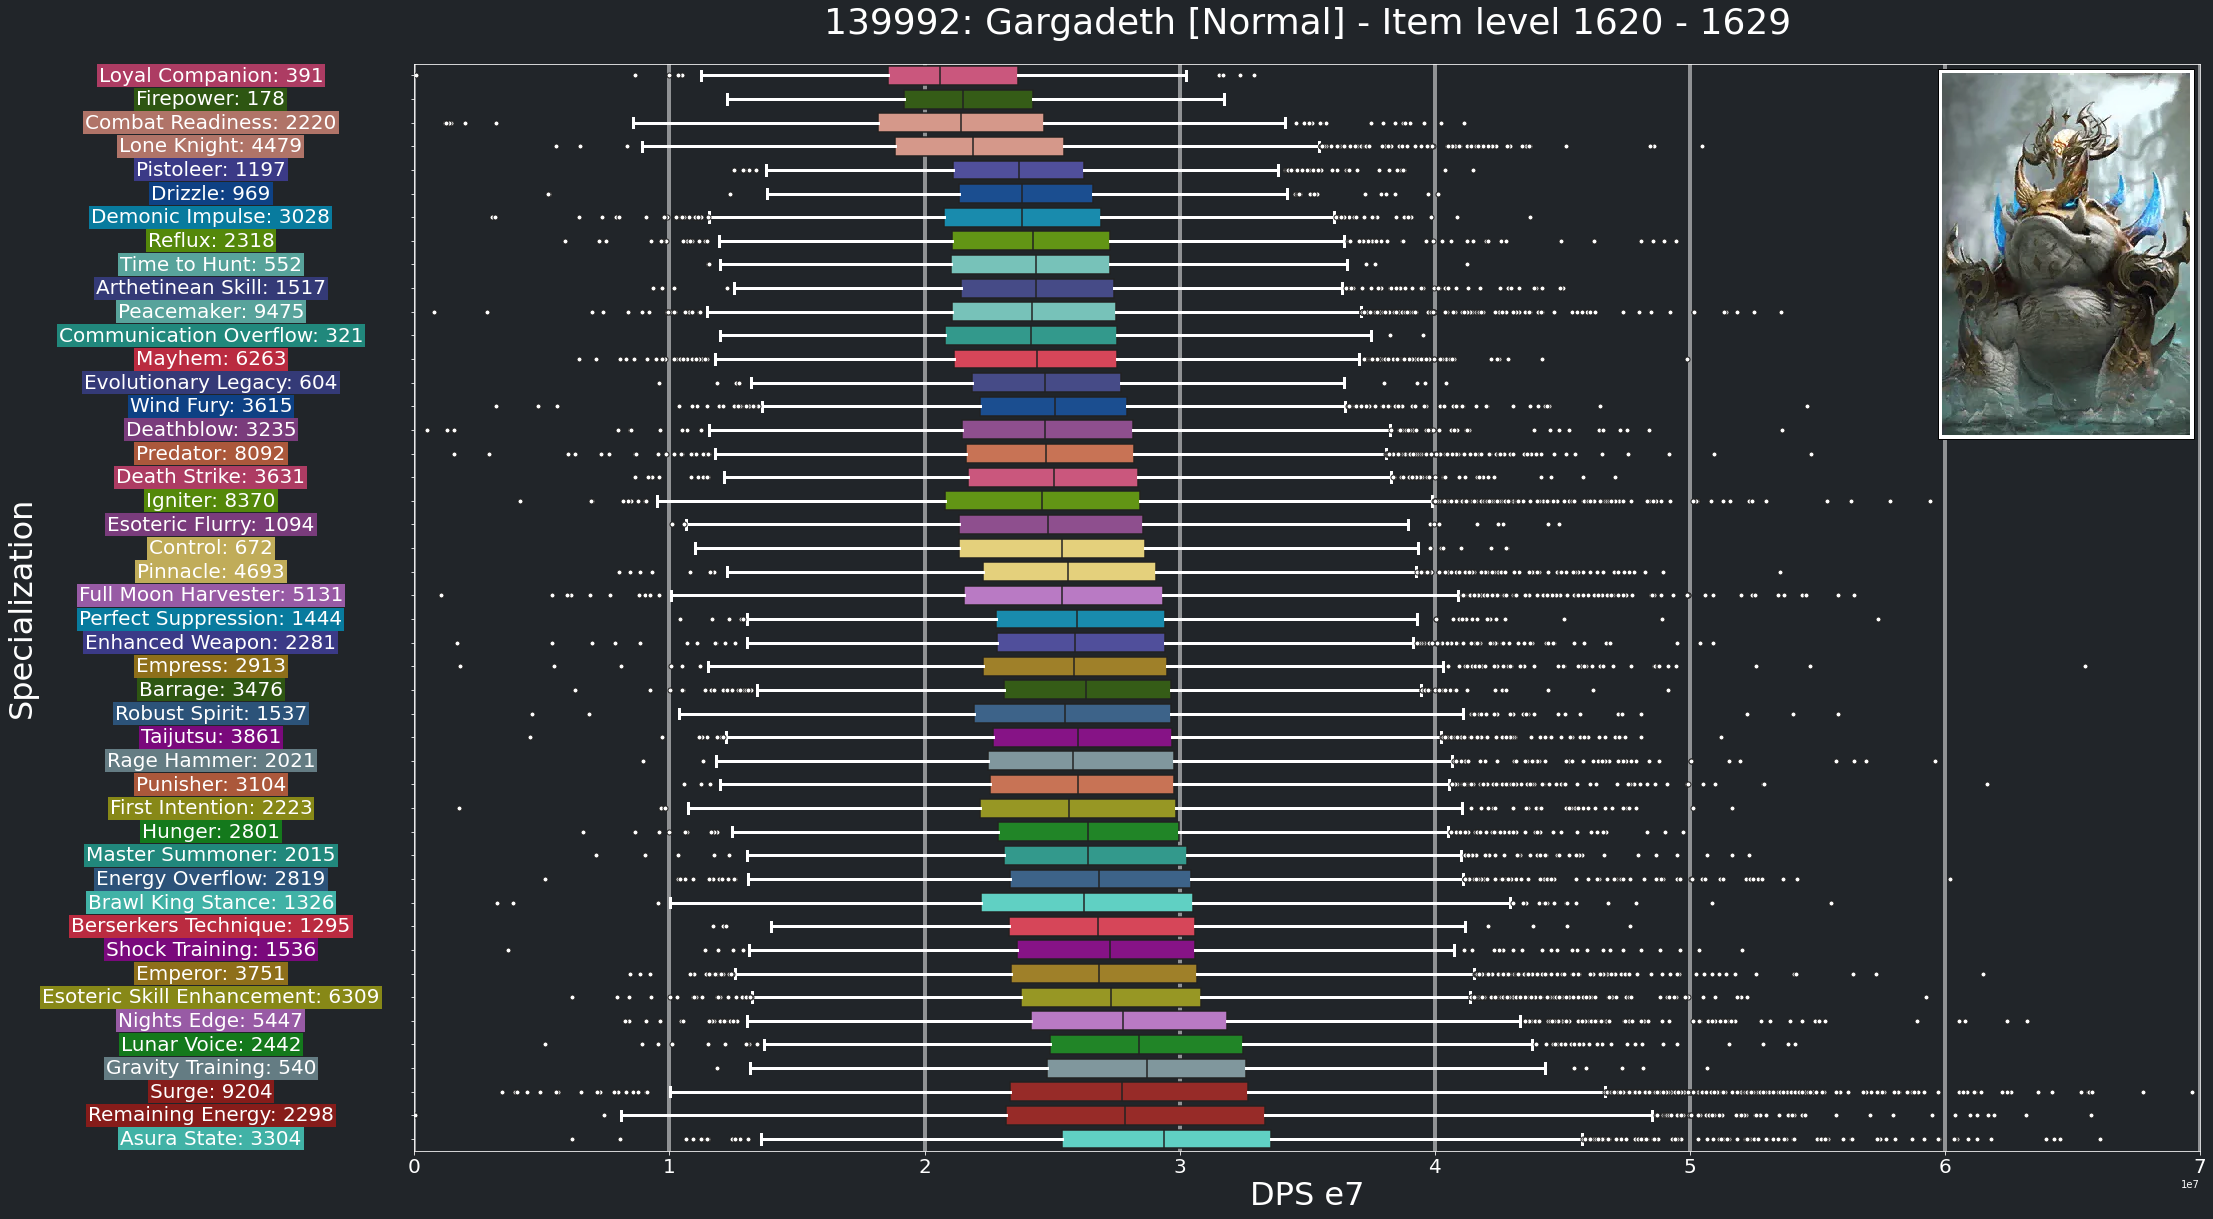 139992: Gargadeth [Normal] - Item level 1620 - 1629
Specialization
Loyal Companion: 391
Firepower: 178
Combat Readiness: 2220
Lone Knight: 4479
Pistoleer: 1197
Drizzle: 969
Demonic Impulse: 3028
Reflux: 2318
Time to Hunt: 552
Arthetinean Skill: 1517
Peacemaker: 9475
Communication Overflow: 321
Mayhem: 6263
Evolutionary Legacy: 604
Wind Fury: 3615
Deathblow: 3235
Predator: 8092
Death Strike: 3631
Igniter: 8370
Esoteric Flurry: 1094
Control: 672
Pinnacle: 4693
Full Moon Harvester: 5131
Perfect Suppression: 1444
Enhanced Weapon: 2281
Empress: 2913
Barrage: 3476
Robust Spirit: 1537
Taijutsu: 3861
Rage Hammer: 2021
Punisher: 3104
First Intention: 2223
Hunger: 2801
Master Summoner: 2015
Energy Overflow: 2819
Brawl King Stance: 1326
Berserkers Technique: 1295
Shock Training: 1536
Emperor: 3751
Esoteric Skill Enhancement: 6309
Nights Edge: 5447
Lunar Voice: 2442
Gravity Training: 540
Surge: 9204
Remaining Energy: 2298
Asura State: 3304
0 1 2 3 4 5 6 7
1e7
DPS e7